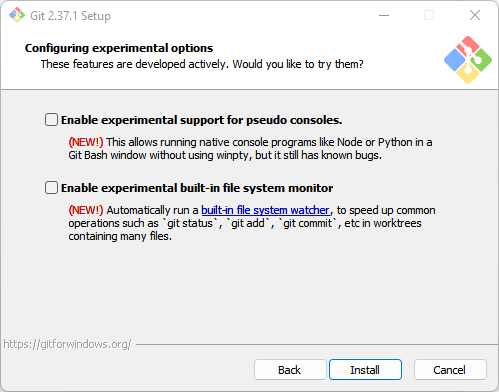 Git 2.37.1 Setup
Configuring experimental options
These features are developed actively. Would you like to try them?
Enable experimental support for pseudo consoles.
(NEW!) This allows running native console programs like Node or Python in a
Git Bash window without using winpty, but it still has known bugs.
Enable experimental built-in file system monitor
(NEW!) Automatically run a built-in file system watcher, to speed up common
operations such as `git status`, `git add`, `git commit`, etc in worktrees
containing many files.
https://gitforwindows.org/
Back
Install
Cancel